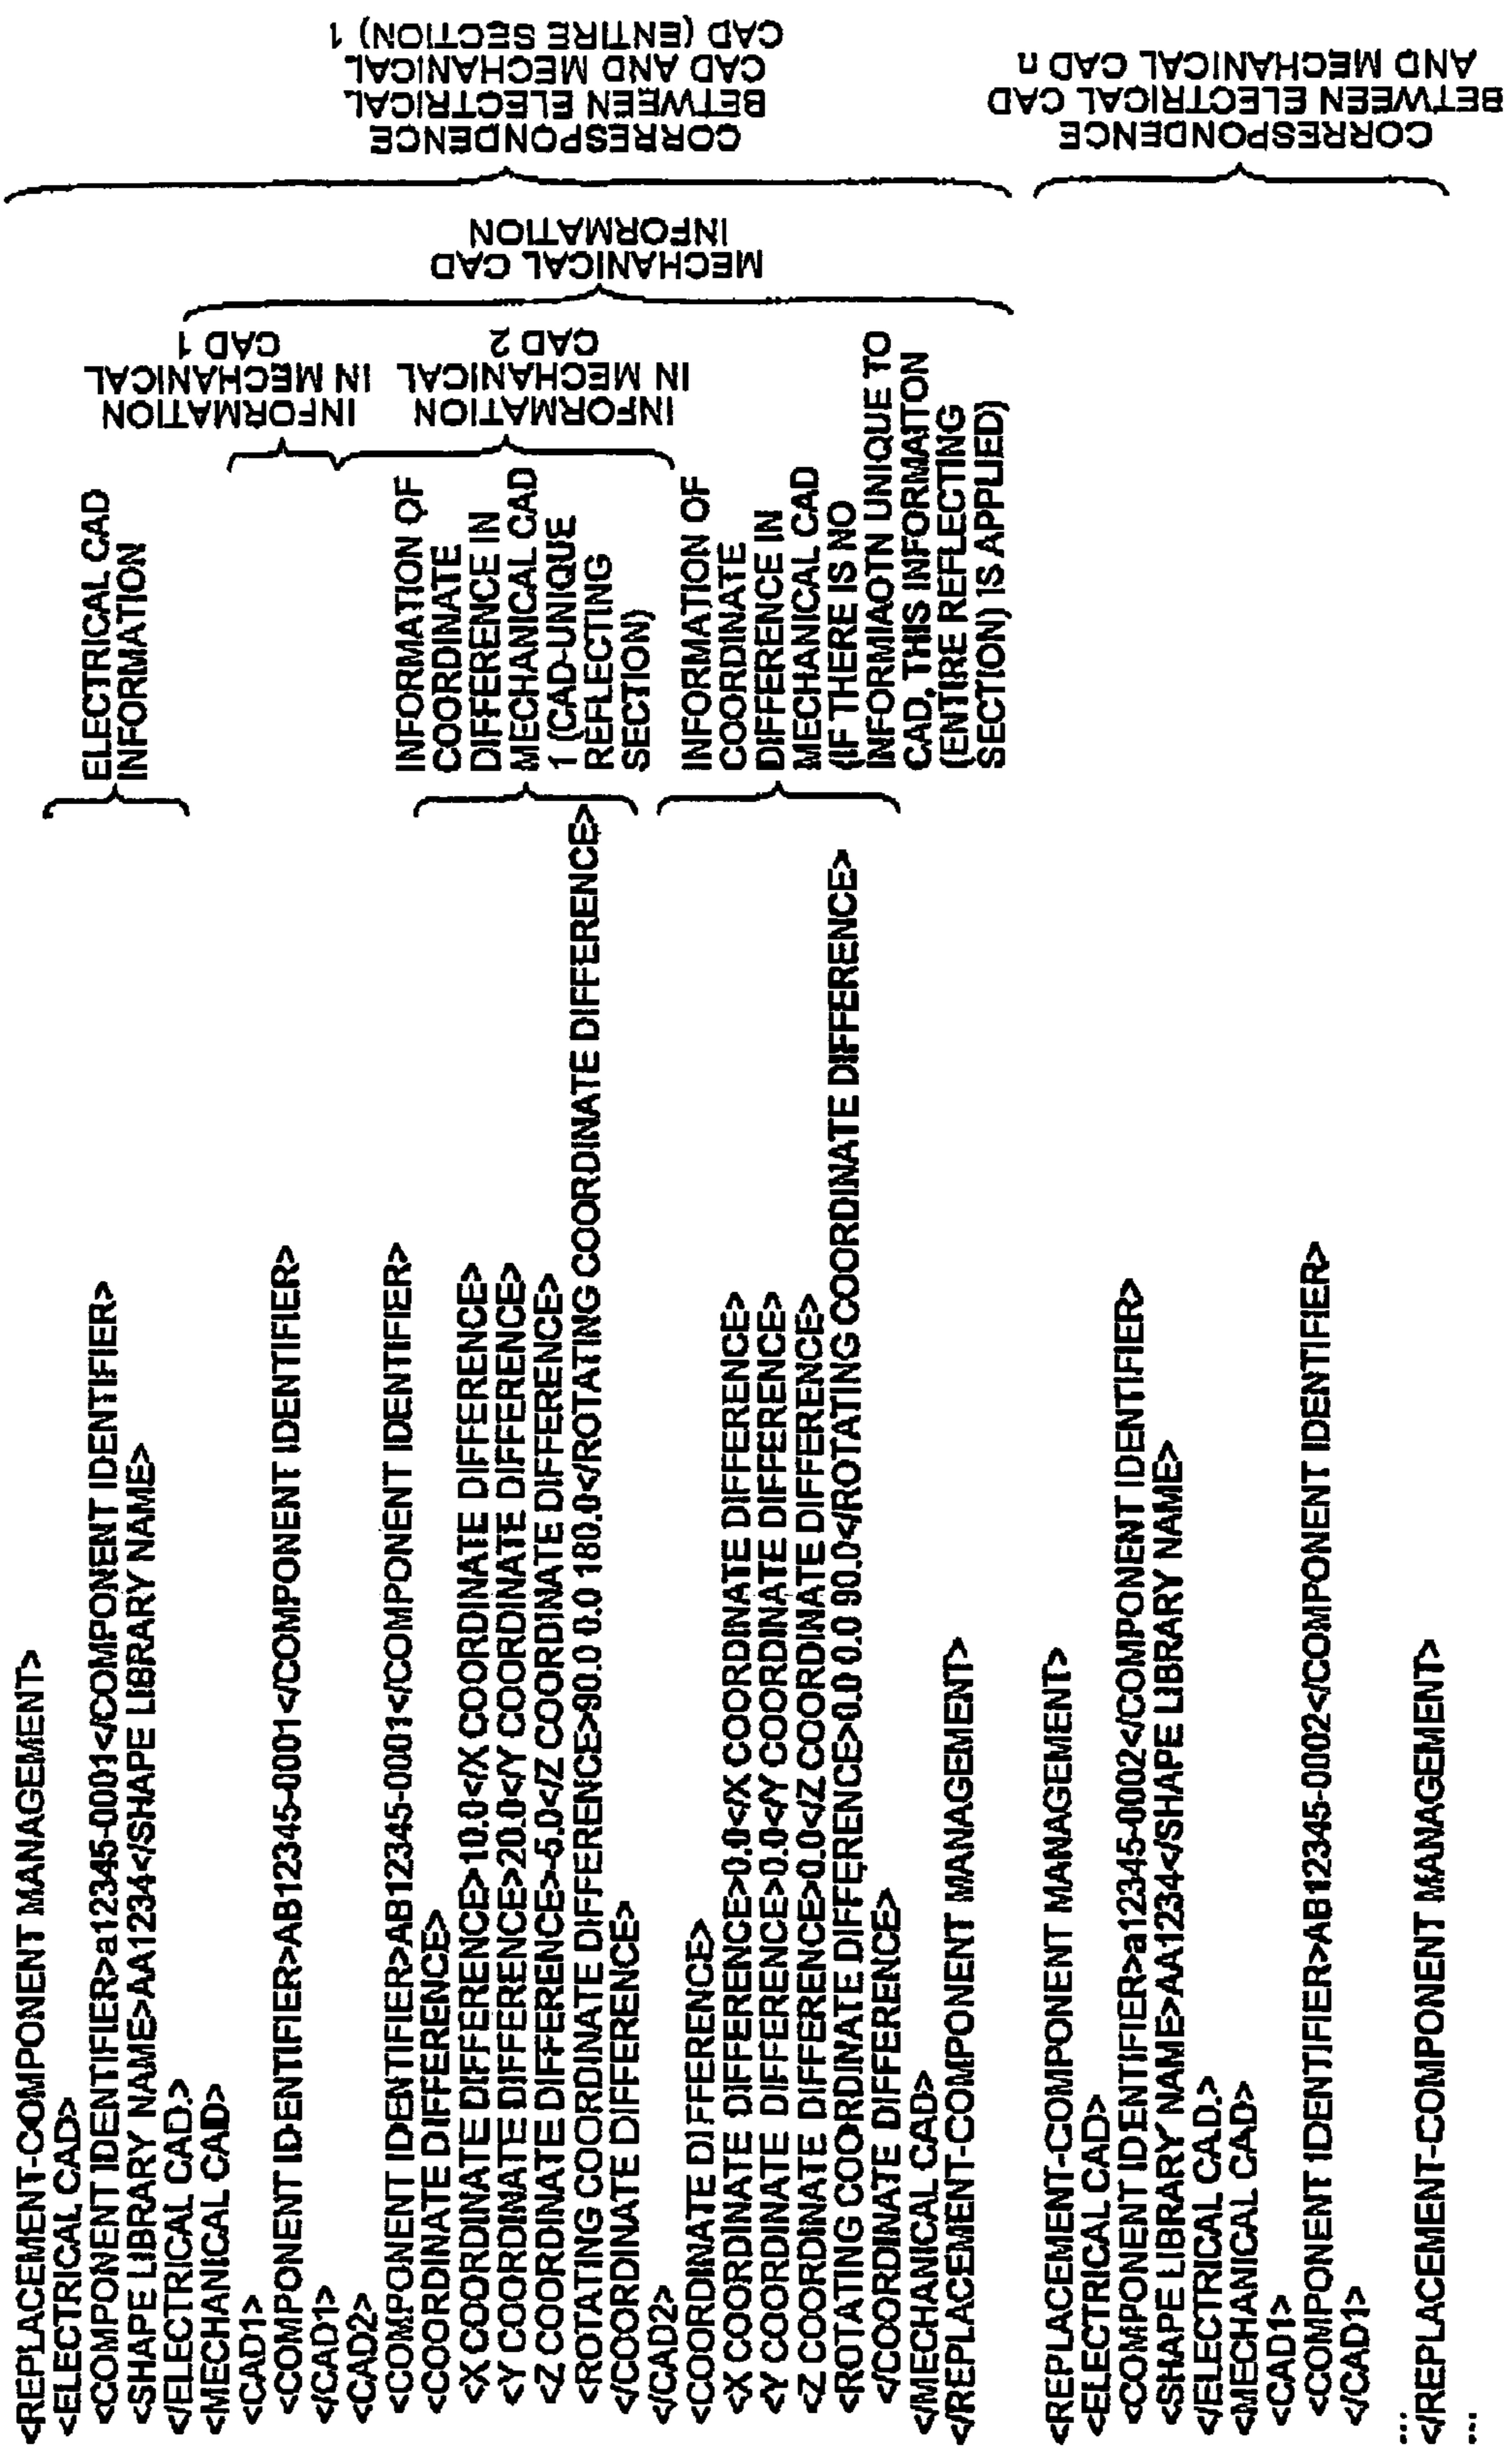 <REPLACEMENT-COMPONENT MANAGEMENT>
<ELECTRICAL CAD>
<COMPONENT IDENTIFIER>a12345-0001</COMPONENT IDENTIFIER>
<SHAPE LIBRARY NAME>AA1234</SHAPE LIBRARY NAME>
</ELECTRICAL CAD.>
<MECHANICAL CAD>
<CAD1>
<COMPONENT IDENTIFIER>AB12345-0001</COMPONENT IDENTIFIER>
</CAD1>
<CAD2>
<COMPONENT IDENTIFIER>AB12345-0001</COMPONENT IDENTIFIER>
<COORDINATE DIFFERENCE>
<X COORDINATE DIFFERENCE>10.0</X COORDINATE DIFFERENCE>
<Y COORDINATE DIFFERENCE>20.0</Y COORDINATE DIFFERENCE>
<Z COORDINATE DIFFERENCE>-5.0</Z COORDINATE DIFFERENCE>
<ROTATING COORDINATE DIFFERENCE>90.0 0.0 180.0</ROTATING COORDINATE DIFFERENCE>
</COORDINATE DIFFERENCE>
</CAD2>
<COORDINATE DIFFERENCE>
<X COORDINATE DIFFERENCE>0.0</X COORDINATE DIFFERENCE>
<Y COORDINATE DIFFERENCE>0.0</Y COORDINATE DIFFERENCE>
<Z COORDINATE DIFFERENCE>0.0</Z COORDINATE DIFFERENCE>
<ROTATING COORDINATE DIFFERENCE>0.0 0.0 90.0</ROTATING COORDINATE DIFFERENCE>
</COORDINATE DIFFERENCE>
</MECHANICAL CAD>
</REPLACEMENT-COMPONENT MANAGEMENT>
<REPLACEMENT-COMPONENT MANAGEMENT>
<ELECTRICAL CAD>
<COMPONENT IDENTIFIER>a12345-0002</COMPONENT IDENTIFIER>
<SHAPE LIBRARY NAME>AA1234</SHAPE LIBRARY NAME>
</ELECTRICAL CAD.>
<MECHANICAL CAD>
<CAD1>
<COMPONENT IDENTIFIER>AB12345-0002</COMPONENT IDENTIFIER>
</CAD1>
...
</REPLACEMENT-COMPONENT MANAGEMENT>
...
ELECTRICAL CAD
INFORMATION
INFORMATION OF
COORDINATE
DIFFERENCE IN
MECHANICAL CAD
1 (CAD-UNIQUE
REFLECTING
SECTION)
INFORMATION OF
COORDINATE
DIFFERENCE IN
MECHANICAL CAD
(IF THERE IS NO
INFORMIAOTN UNIQUE TO
CAD, THIS INFORMAITON
(ENTIRE REFLECTING
SECTION) IS APPLIED)
INFORMATION
IN MECHANICAL
CAD 1
INFORMATION
IN MECHANICAL
CAD 2
MECHANICAL CAD
INFORMATION
CORRESPONDENCE
BETWEEN ELECTRICAL
CAD AND MECHANICAL
CAD (ENTIRE SECTION) 1
CORRESPONDENCE
BETWEEN ELECTRICAL CAD
AND MECHANICAL CAD n